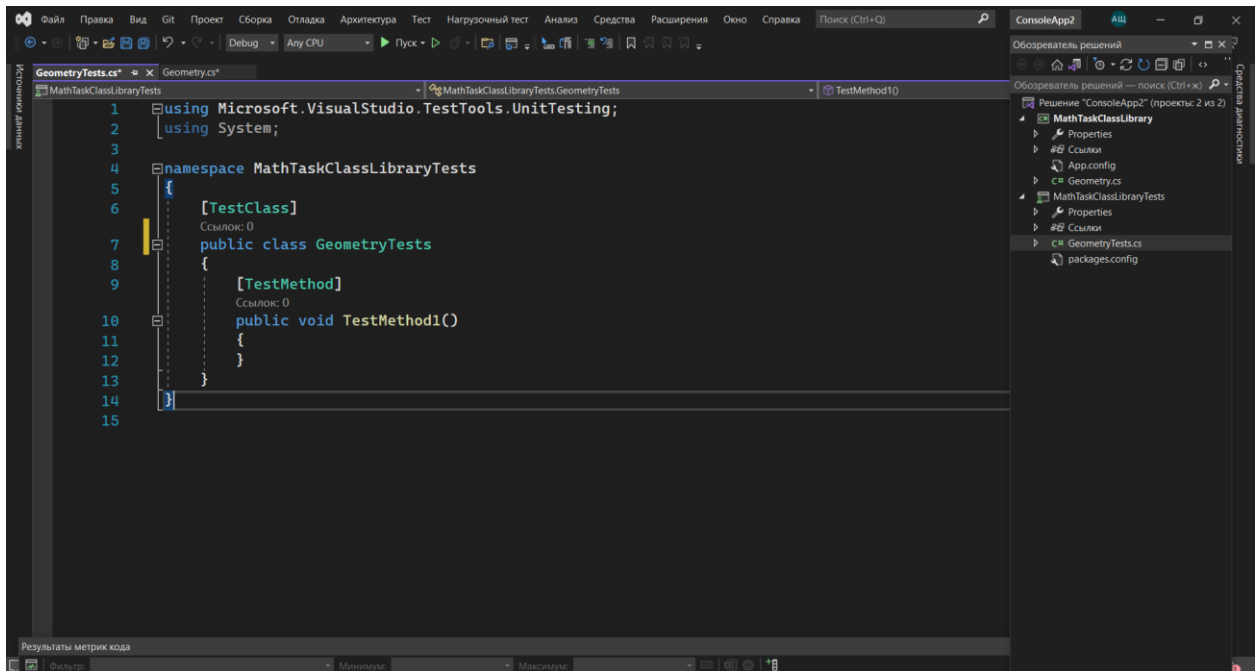 Файл Правка Вид Git Проект Сборка Отладка Архитектура Тест Нагрузочный тест Анализ Средства Расширения Окно Справка Поиск (Ctrl+Q) ConsoleApp2 АЩ
Debug Any CPU Пуск
Обозреватель решений
GeometryTests.cs* Geometry.cs*
MathTaskClassLibraryTests MathTaskClassLibraryTests.GeometryTests TestMethod1()
Источники данных
1 using Microsoft.VisualStudio.TestTools.UnitTesting;
2 using System;
3
4 namespace MathTaskClassLibraryTests
5 {
6 [TestClass]
Ссылок: 0
7 public class GeometryTests
8 {
9 [TestMethod]
Ссылок: 0
10 public void TestMethod1()
11 {
12 }
13 }
14 }
15
Обозреватель решений — поиск (Ctrl+ж)
Решение "ConsoleApp2" (проекты: 2 из 2)
MathTaskClassLibrary
Properties
Ссылки
App.config
C# Geometry.cs
MathTaskClassLibraryTests
Properties
Ссылки
C# GeometryTests.cs
packages.config
Средства диагностики
Результаты метрик кода
Фильтр: Минимум: Максимум: